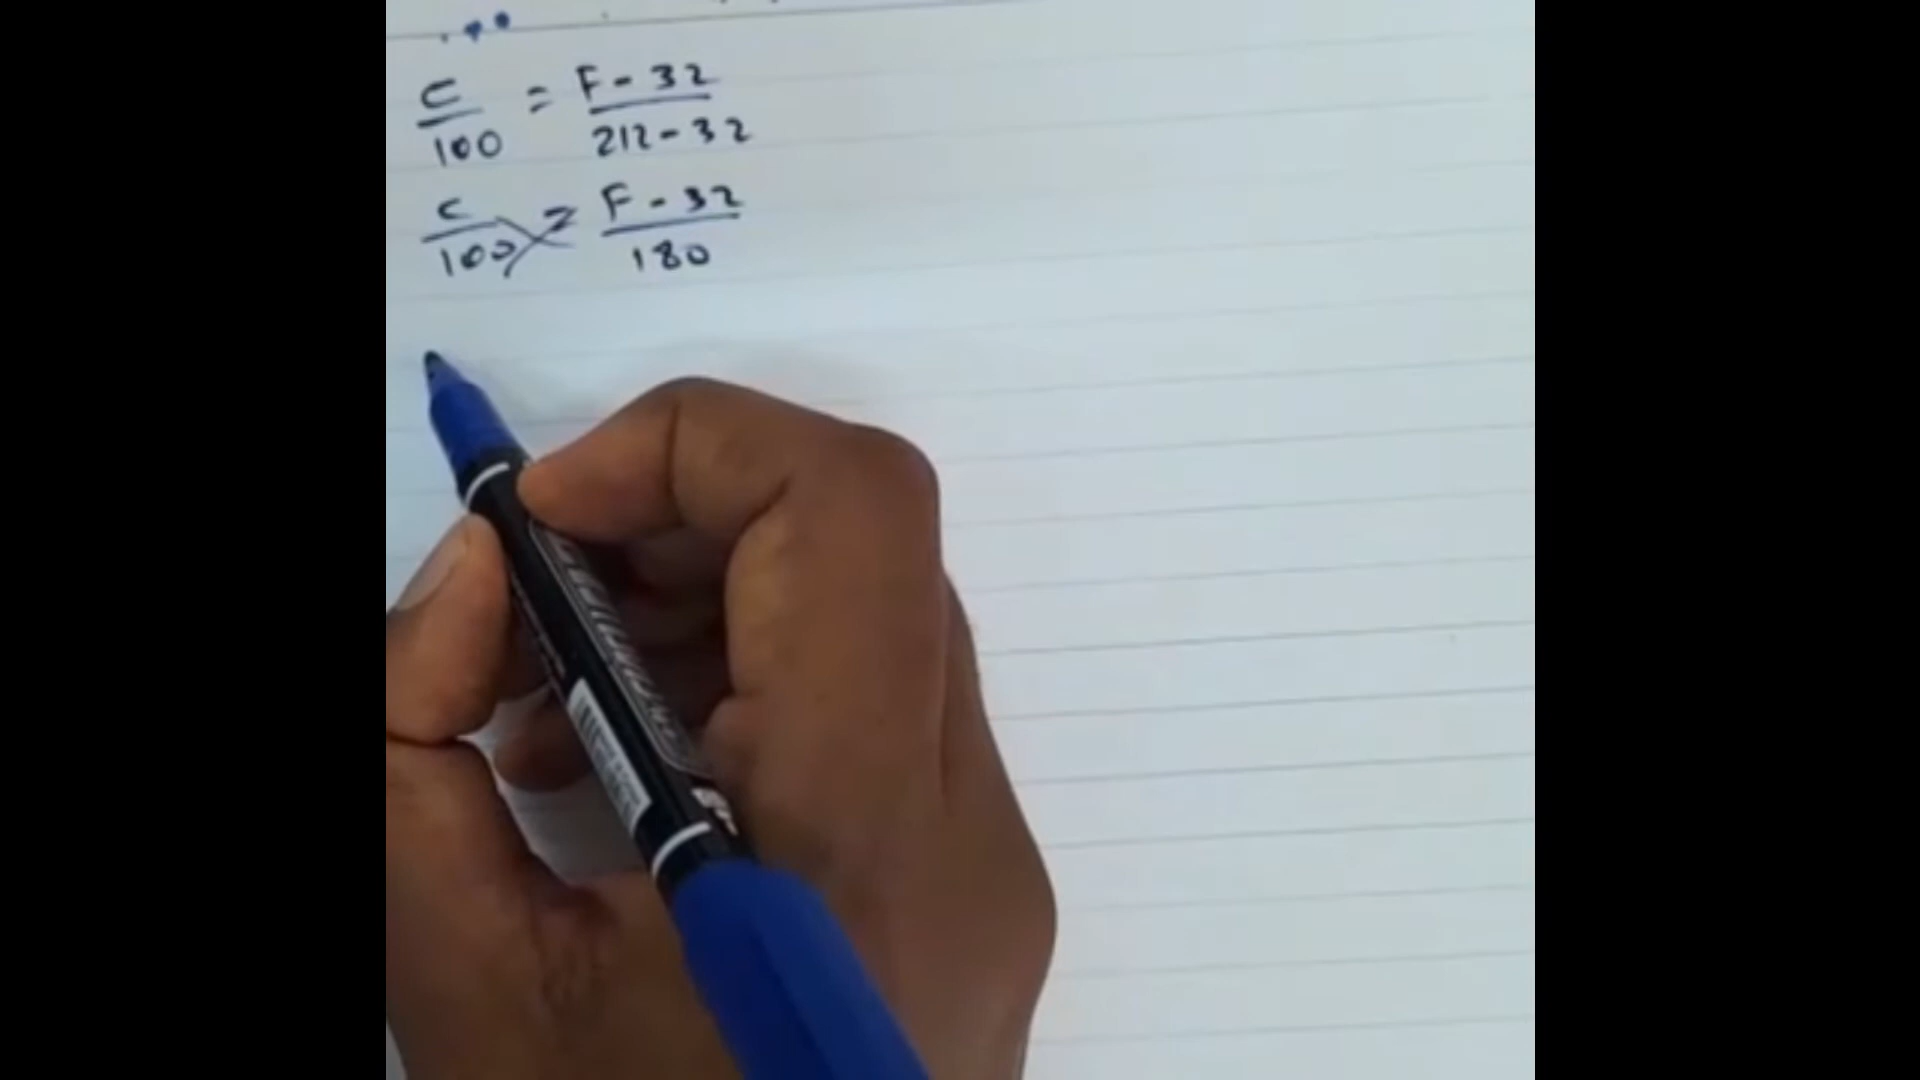 C/100 = F - 32/212 - 32
C/100 = F - 32/180